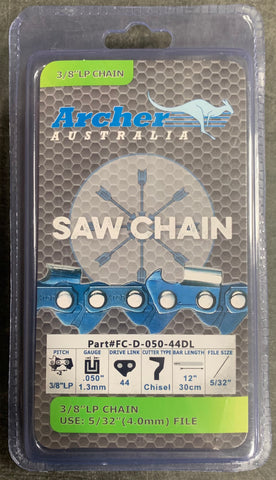 3/8"LP CHAIN
Archer
AUSTRALIA
SAW CHAIN
Part#FC-D-050-44DL
PITCH GAUGE DRIVE LINK CUTTER TYPE BAR LENGTH FILE SIZE
3/8"LP .050" 1.3mm 44 Chisel 12" 30cm 5/32"
3/8"LP CHAIN
USE: 5/32"(4.0mm) FILE